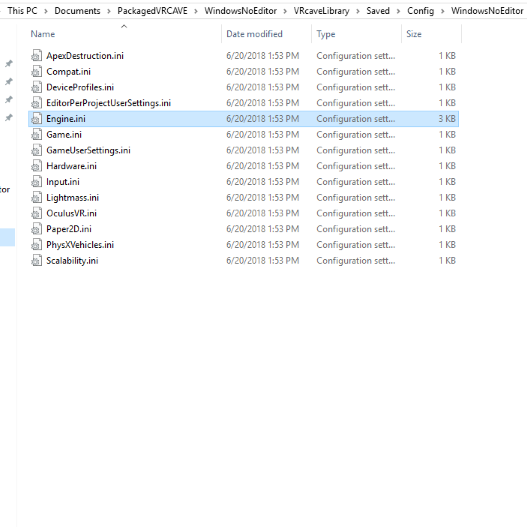 This PC > Documents > PackagedVRCAVE > WindowsNoEditor > VRcaveLibrary > Saved > Config > WindowsNoEditor
Name Date modified Type Size
ApexDestruction.ini 6/20/2018 1:53 PM Configuration sett... 1 KB
Compat.ini 6/20/2018 1:53 PM Configuration sett... 1 KB
DeviceProfiles.ini 6/20/2018 1:53 PM Configuration sett... 1 KB
EditorPerProjectUserSettings.ini 6/20/2018 1:53 PM Configuration sett... 1 KB
Engine.ini 6/20/2018 1:53 PM Configuration sett... 3 KB
Game.ini 6/20/2018 1:53 PM Configuration sett... 1 KB
GameUserSettings.ini 6/20/2018 1:53 PM Configuration sett... 1 KB
Hardware.ini 6/20/2018 1:53 PM Configuration sett... 1 KB
Input.ini 6/20/2018 1:53 PM Configuration sett... 1 KB
tor Lightmass.ini 6/20/2018 1:53 PM Configuration sett... 1 KB
OculusVR.ini 6/20/2018 1:53 PM Configuration sett... 1 KB
Paper2D.ini 6/20/2018 1:53 PM Configuration sett... 1 KB
PhysXVehicles.ini 6/20/2018 1:53 PM Configuration sett... 1 KB
Scalability.ini 6/20/2018 1:53 PM Configuration sett... 1 KB